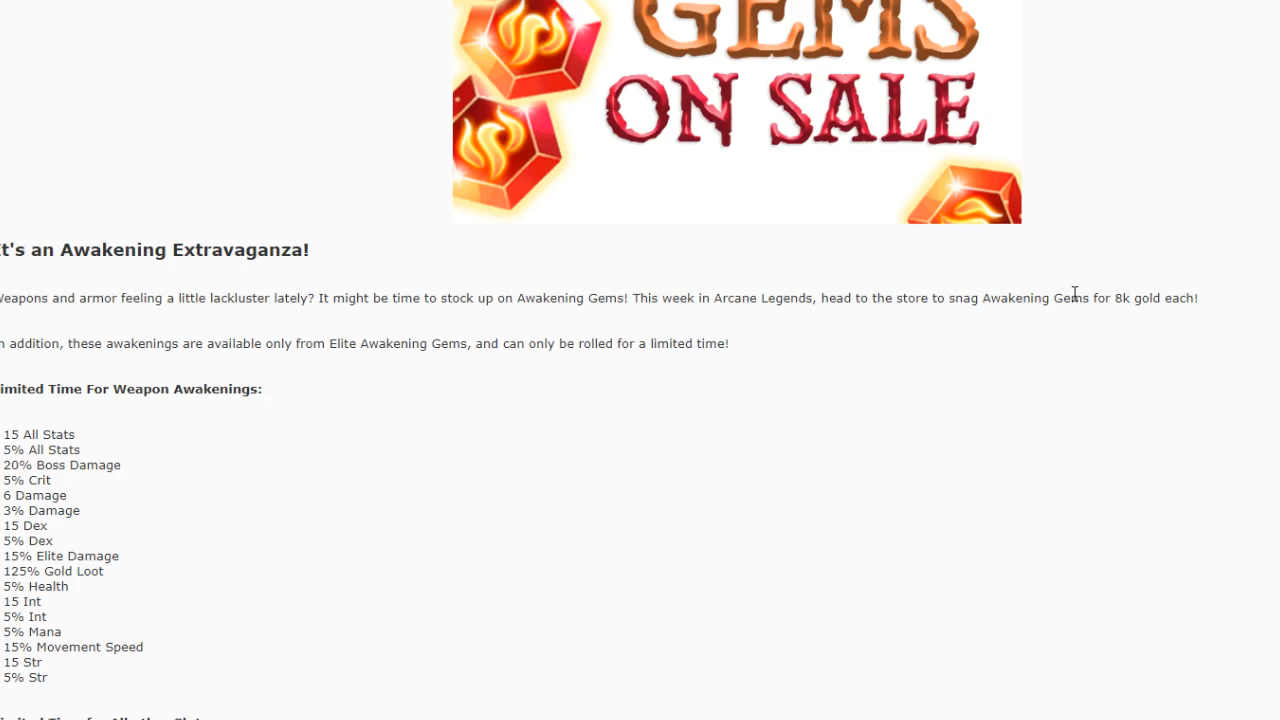 GEMS
ON SALE
It's an Awakening Extravaganza!
Weapons and armor feeling a little lackluster lately? It might be time to stock up on Awakening Gems! This week in Arcane Legends, head to the store to snag Awakening Gems for 8k gold each!
n addition, these awakenings are available only from Elite Awakening Gems, and can only be rolled for a limited time!
imited Time For Weapon Awakenings:
15 All Stats
5% All Stats
20% Boss Damage
5% Crit
6 Damage
3% Damage
15 Dex
5% Dex
15% Elite Damage
125% Gold Loot
5% Health
15 Int
5% Int
5% Mana
15% Movement Speed
15 Str
5% Str